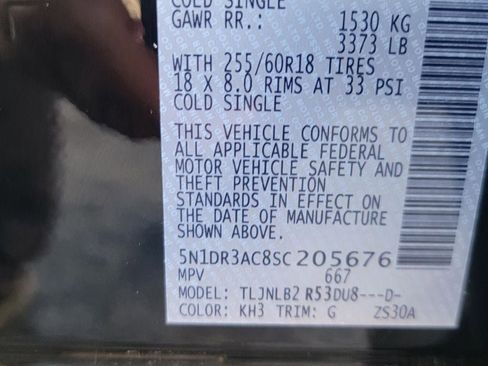 COLD SINGLE
GAWR RR.: 1530 KG
3373 LB
WITH 255/60R18 TIRES
18 X 8.0 RIMS AT 33 PSI
COLD SINGLE
THIS VEHICLE CONFORMS TO
ALL APPLICABLE FEDERAL
MOTOR VEHICLE SAFETY AND
THEFT PREVENTION
STANDARDS IN EFFECT ON
THE DATE OF MANUFACTURE
SHOWN ABOVE.
5N1DR3AC8SC205676
MPV 667
MODEL: TLJNLB2 R53DU8---D-
COLOR: KH3 TRIM: G ZS30A